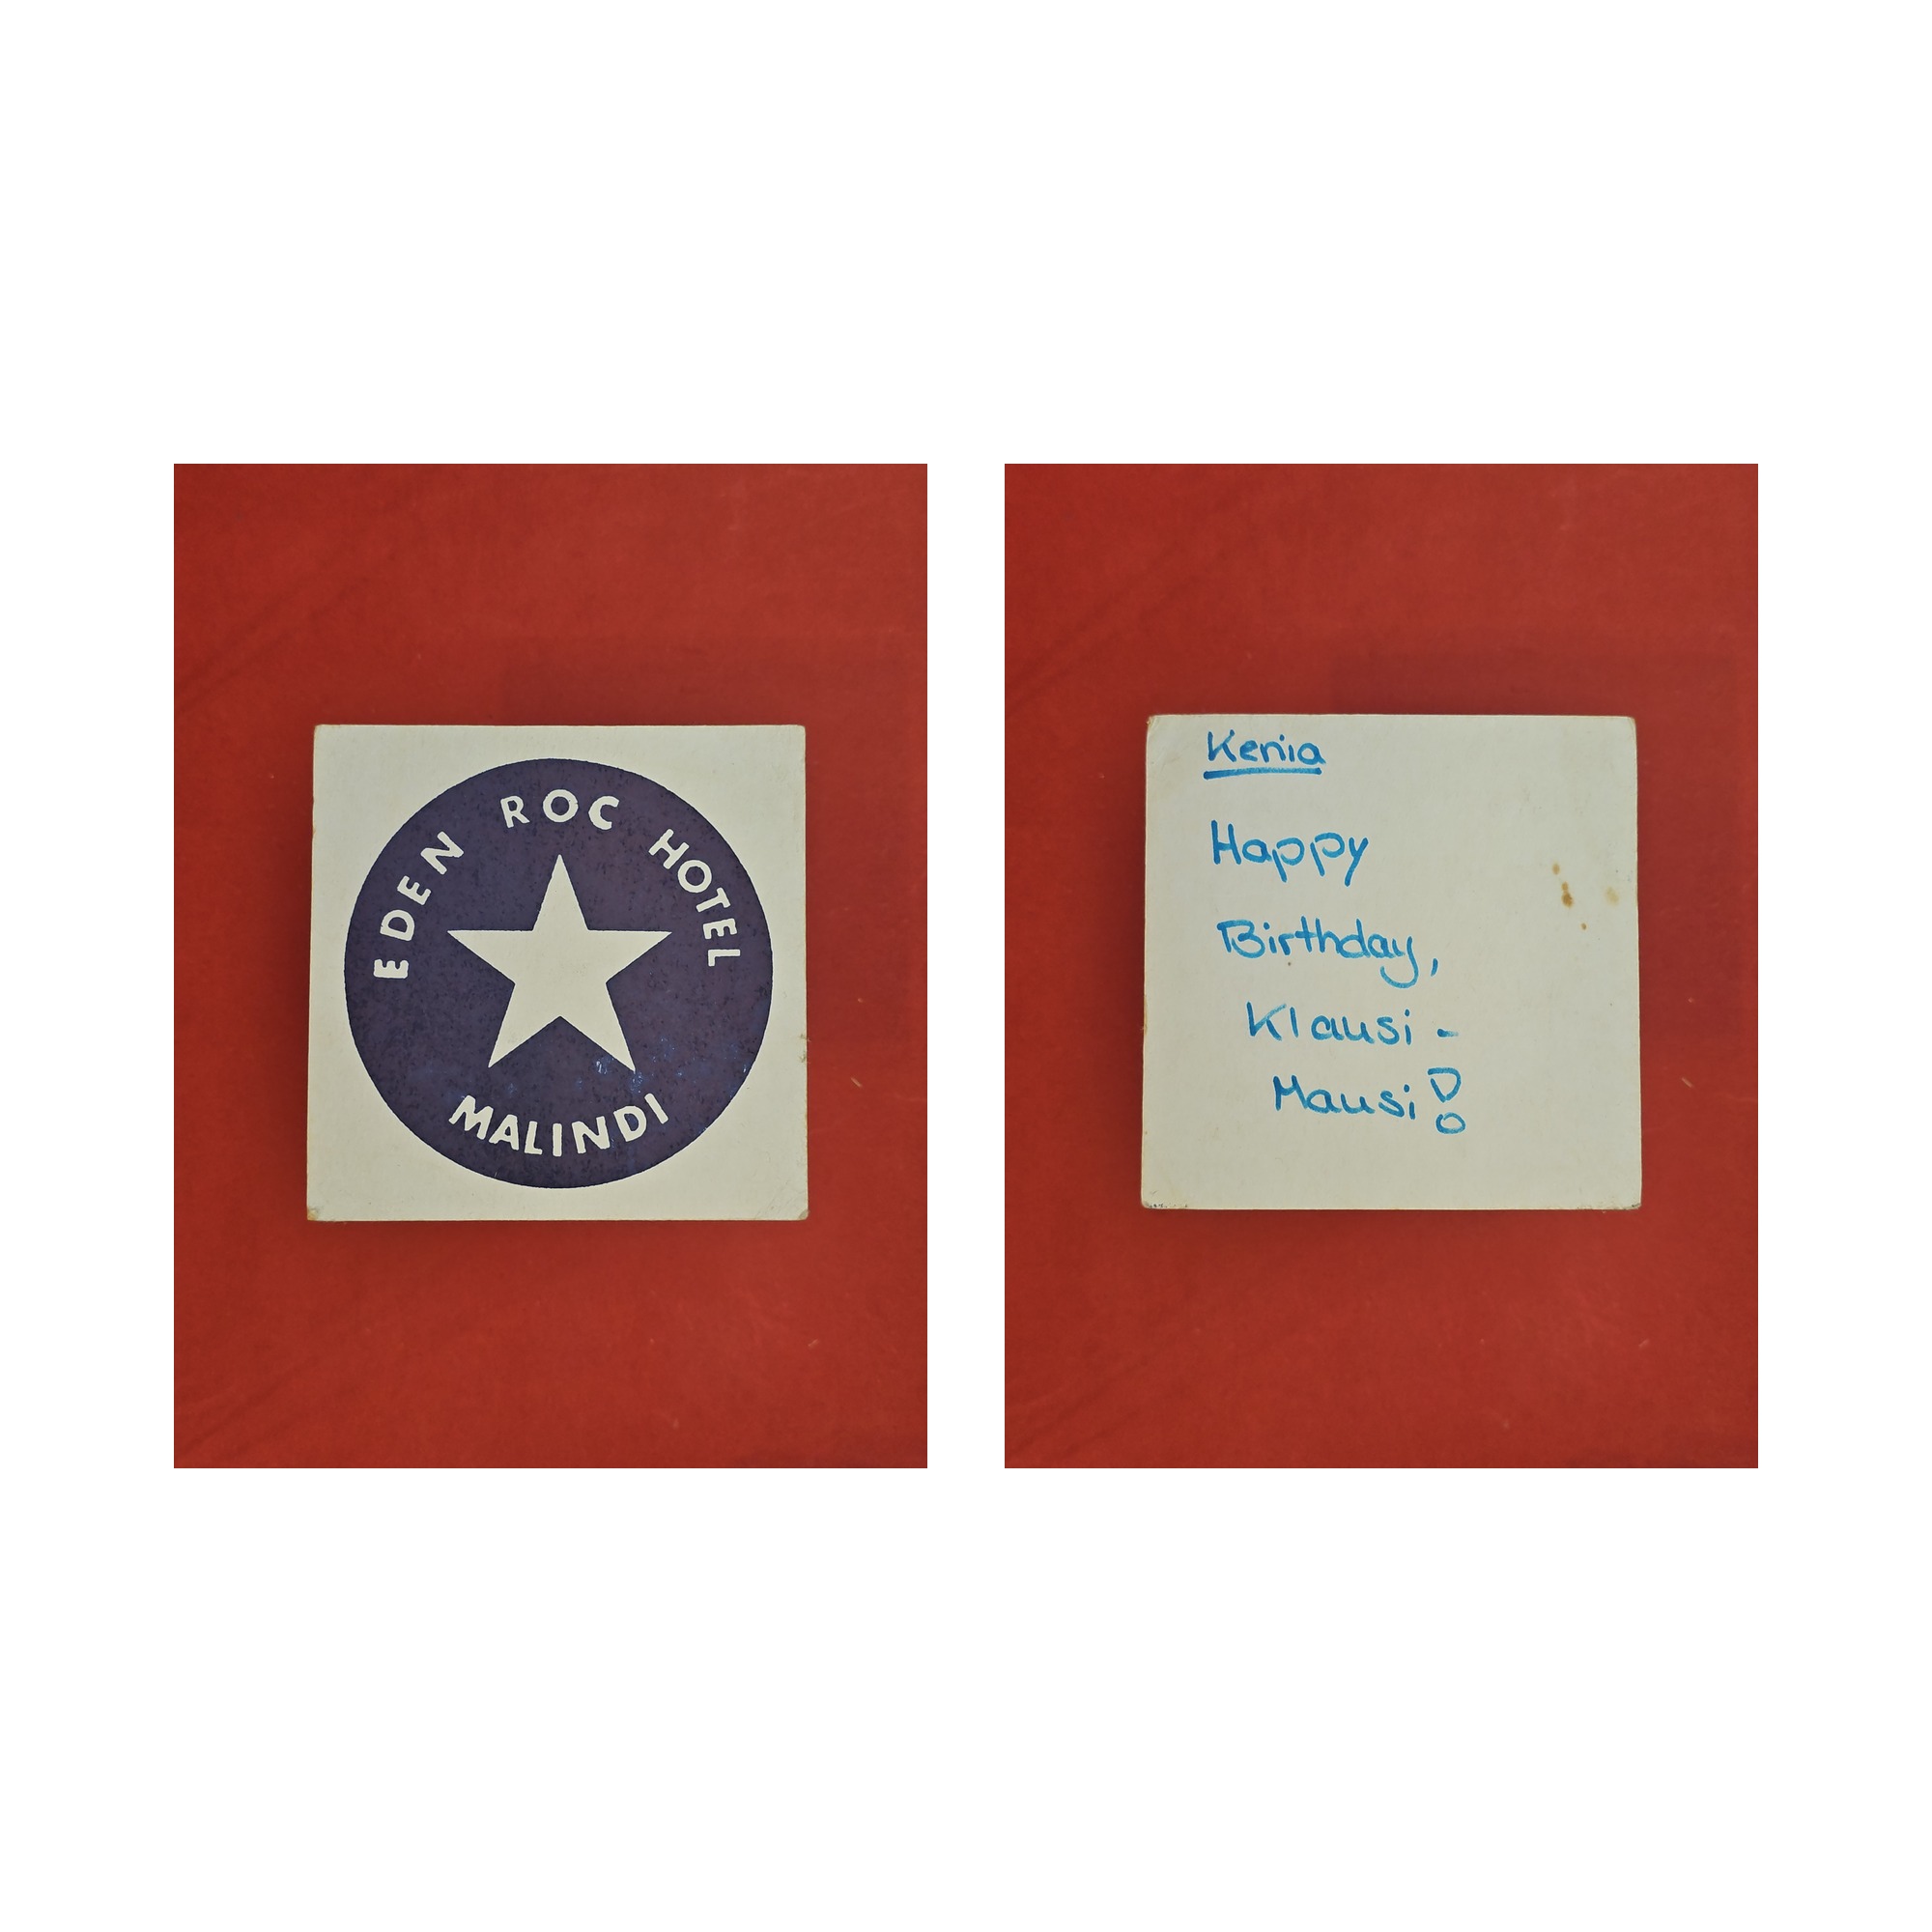 EDEN ROC HOTEL
MALINDI
Kenia
Happy
Birthday,
Klausi -
Mausi!